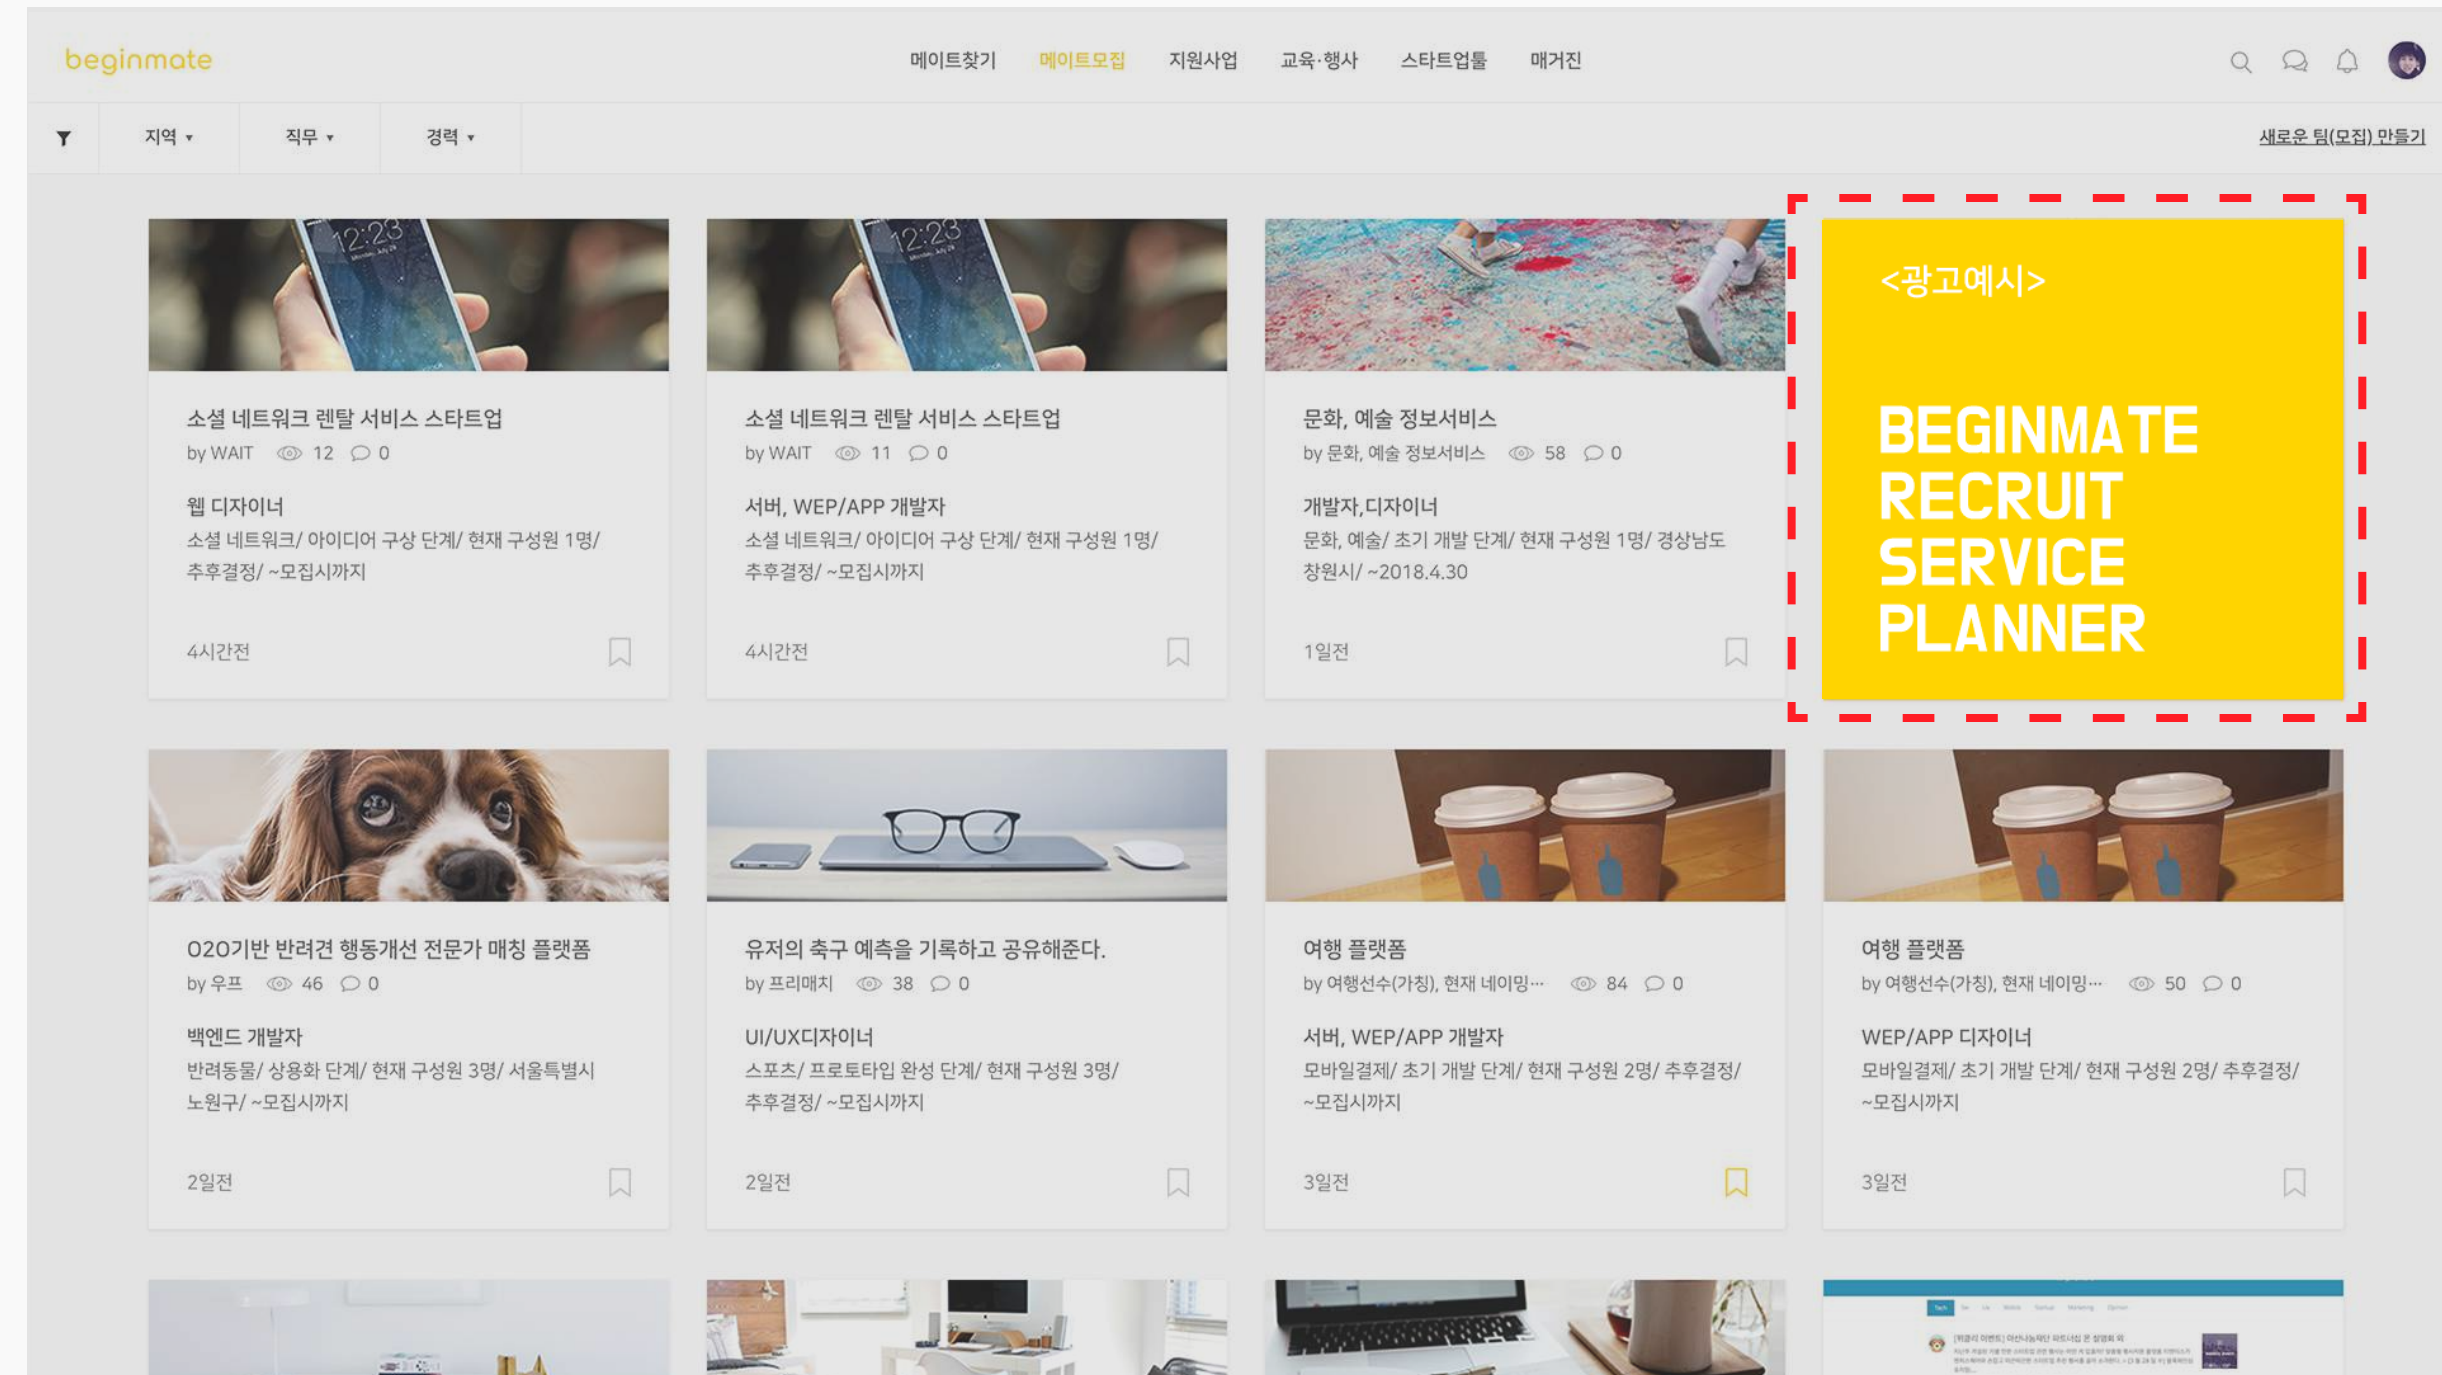 beginmate
메이트찾기 메이트모집 지원사업 교육·행사 스타트업툴 매거진
지역 ▾ 직무 ▾ 경력 ▾ 새로운 팀(모집) 만들기
12:23
12:23
<광고예시>
BEGINMATE
RECRUIT
SERVICE
PLANNER
소셜 네트워크 렌탈 서비스 스타트업
by WAIT 12 0
웹 디자이너
소셜 네트워크/ 아이디어 구상 단계/ 현재 구성원 1명/
추후결정/ ~모집시까지
4시간전
소셜 네트워크 렌탈 서비스 스타트업
by WAIT 11 0
서버, WEP/APP 개발자
소셜 네트워크/ 아이디어 구상 단계/ 현재 구성원 1명/
추후결정/ ~모집시까지
4시간전
문화, 예술 정보서비스
by 문화, 예술 정보서비스 58 0
개발자,디자이너
문화, 예술/ 초기 개발 단계/ 현재 구성원 1명/ 경상남도
창원시/ ~2018.4.30
1일전
O2O기반 반려견 행동개선 전문가 매칭 플랫폼
by 우프 46 0
백엔드 개발자
반려동물/ 상용화 단계/ 현재 구성원 3명/ 서울특별시
노원구/ ~모집시까지
2일전
유저의 축구 예측을 기록하고 공유해준다.
by 프리매치 38 0
UI/UX디자이너
스포츠/ 프로토타입 완성 단계/ 현재 구성원 3명/
추후결정/ ~모집시까지
2일전
여행 플랫폼
by 여행선수(가칭), 현재 네이밍··· 84 0
서버, WEP/APP 개발자
모바일결제/ 초기 개발 단계/ 현재 구성원 2명/ 추후결정/
~모집시까지
3일전
여행 플랫폼
by 여행선수(가칭), 현재 네이밍··· 50 0
WEP/APP 디자이너
모바일결제/ 초기 개발 단계/ 현재 구성원 2명/ 추후결정/
~모집시까지
3일전